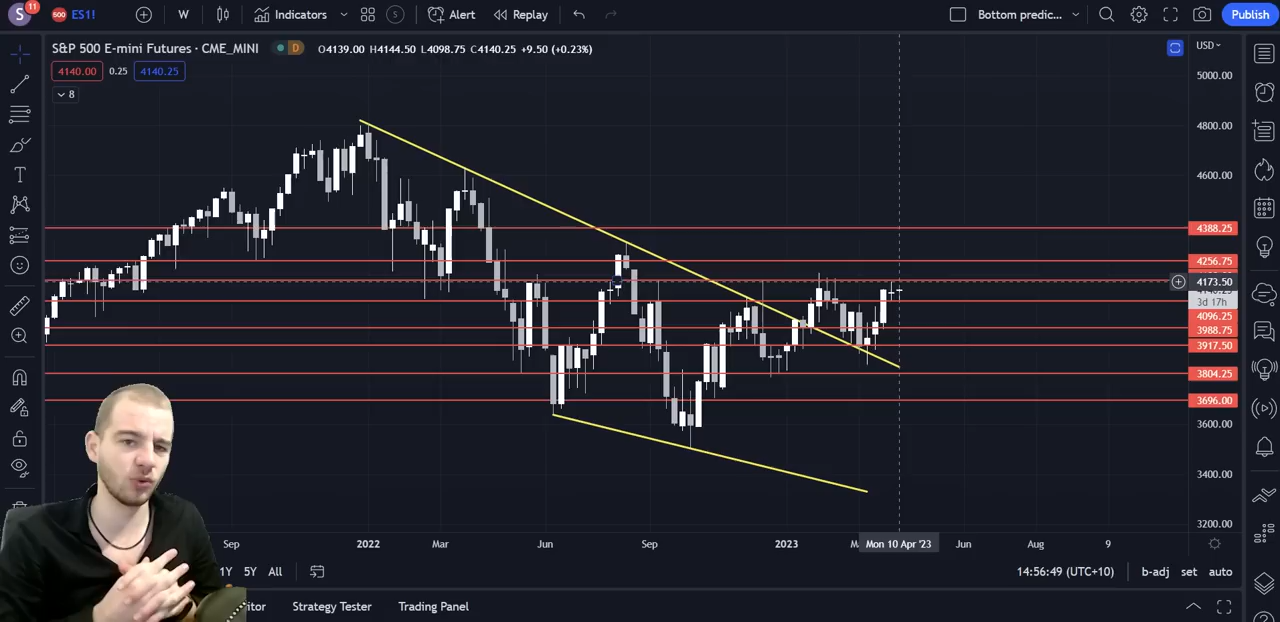 S 11 500 ES1! W Indicators S Alert Replay Bottom predic... Publish
S&P 500 E-mini Futures · CME_MINI D O4139.00 H4144.50 L4098.75 C4140.25 +9.50 (+0.23%) USD
4140.00 0.25 4140.25
8
5000.00
4800.00
4600.00
4388.25
4256.75
4173.50
3d 17h
4096.25
3988.75
3917.50
3804.25
3696.00
3600.00
3400.00
3200.00
Sep 2022 Mar Jun Sep 2023 Mon 10 Apr '23 Jun Aug 9
1Y 5Y All 14:56:49 (UTC+10) b-adj set auto
itor Strategy Tester Trading Panel